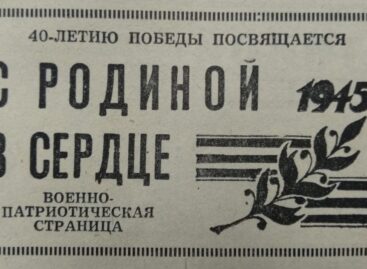 40-ЛЕТИЮ ПОБЕДЫ ПОСВЯЩАЕТСЯ
С РОДИНОЙ 1945
В СЕРДЦЕ
ВОЕННО-
ПАТРИОТИЧЕСКАЯ
СТРАНИЦА